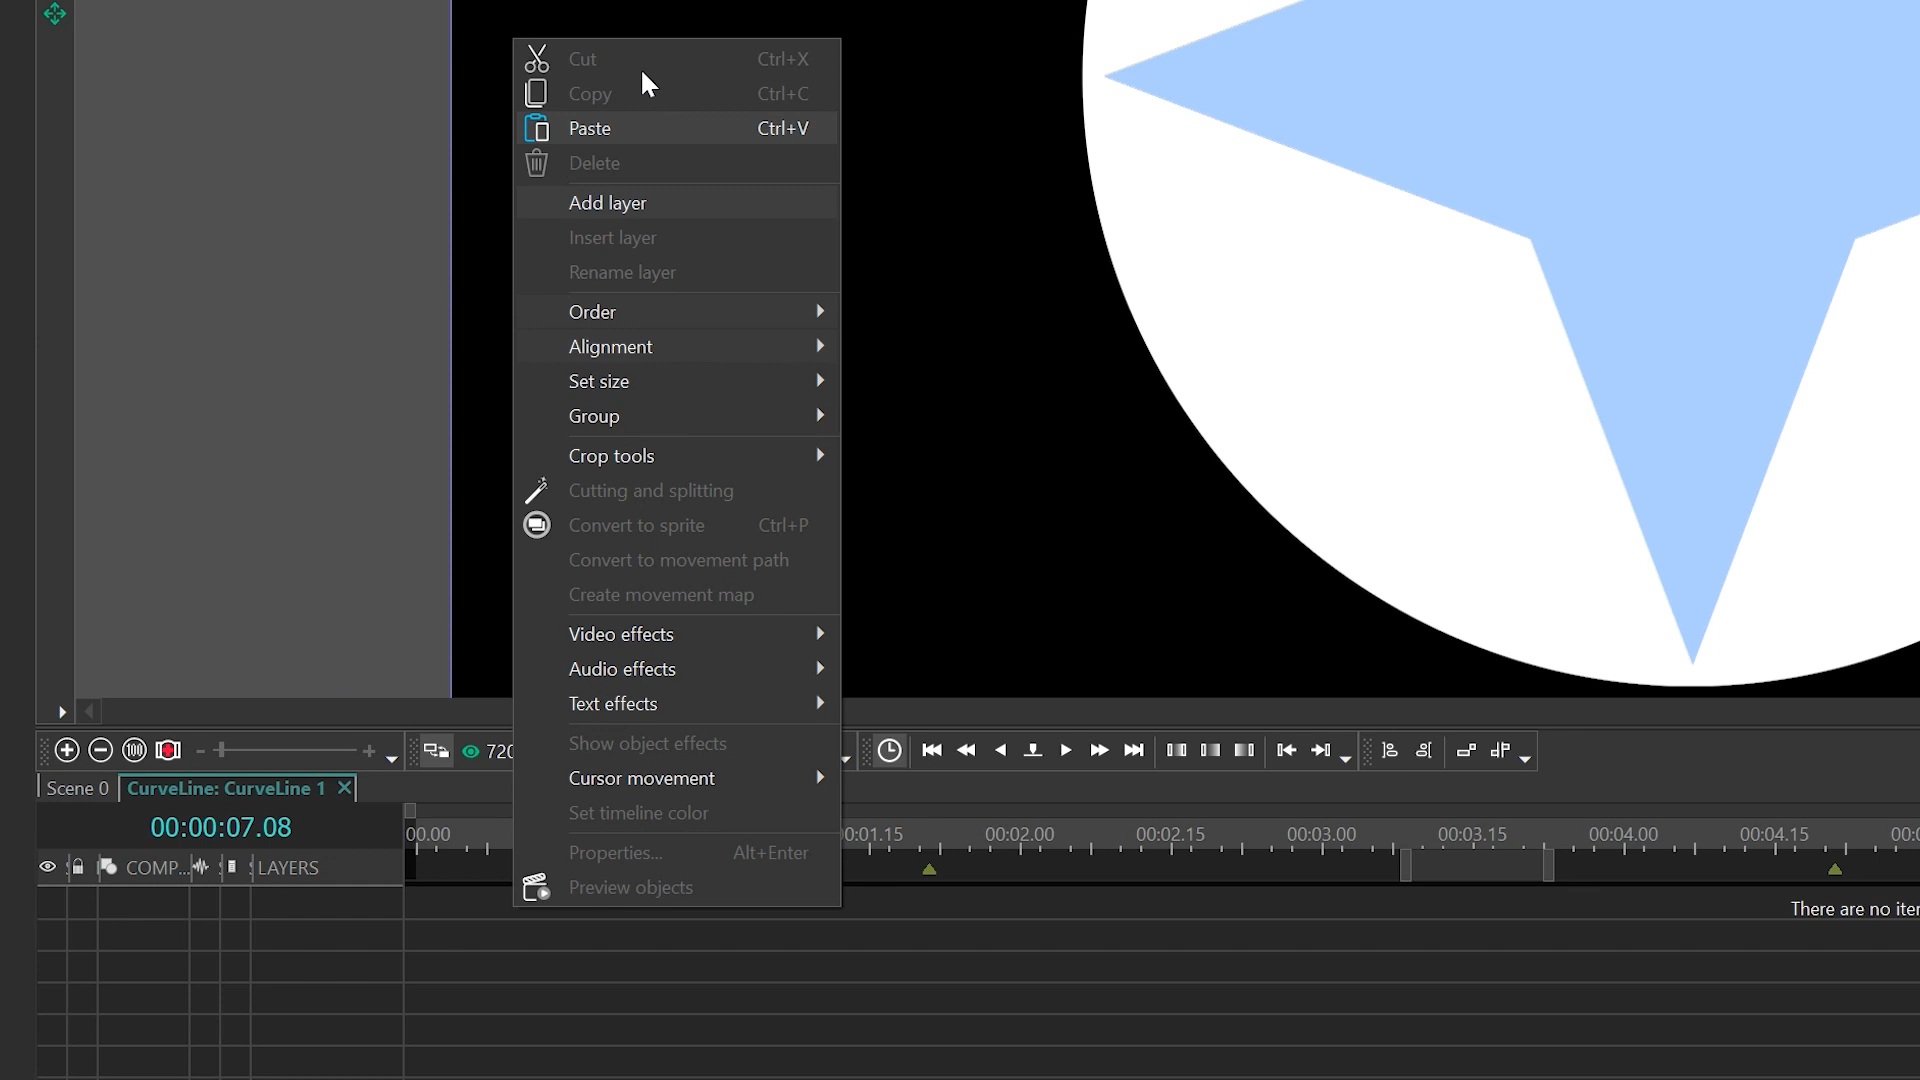 Cut Ctrl+X
Copy Ctrl+C
Paste Ctrl+V
Delete
Add layer
Insert layer
Rename layer
Order
Alignment
Set size
Group
Crop tools
Cutting and splitting
Convert to sprite Ctrl+P
Convert to movement path
Create movement map
Video effects
Audio effects
Text effects
Show object effects
Cursor movement
Set timeline color
Properties... Alt+Enter
Preview objects
100 720
Scene 0 CurveLine: CurveLine 1
00:00:07.08
00.00 0:01.15 00:02.00 00:02.15 00:03.00 00:03.15 00:04.00 00:04.15 00:0
COMP... LAYERS
There are no iter